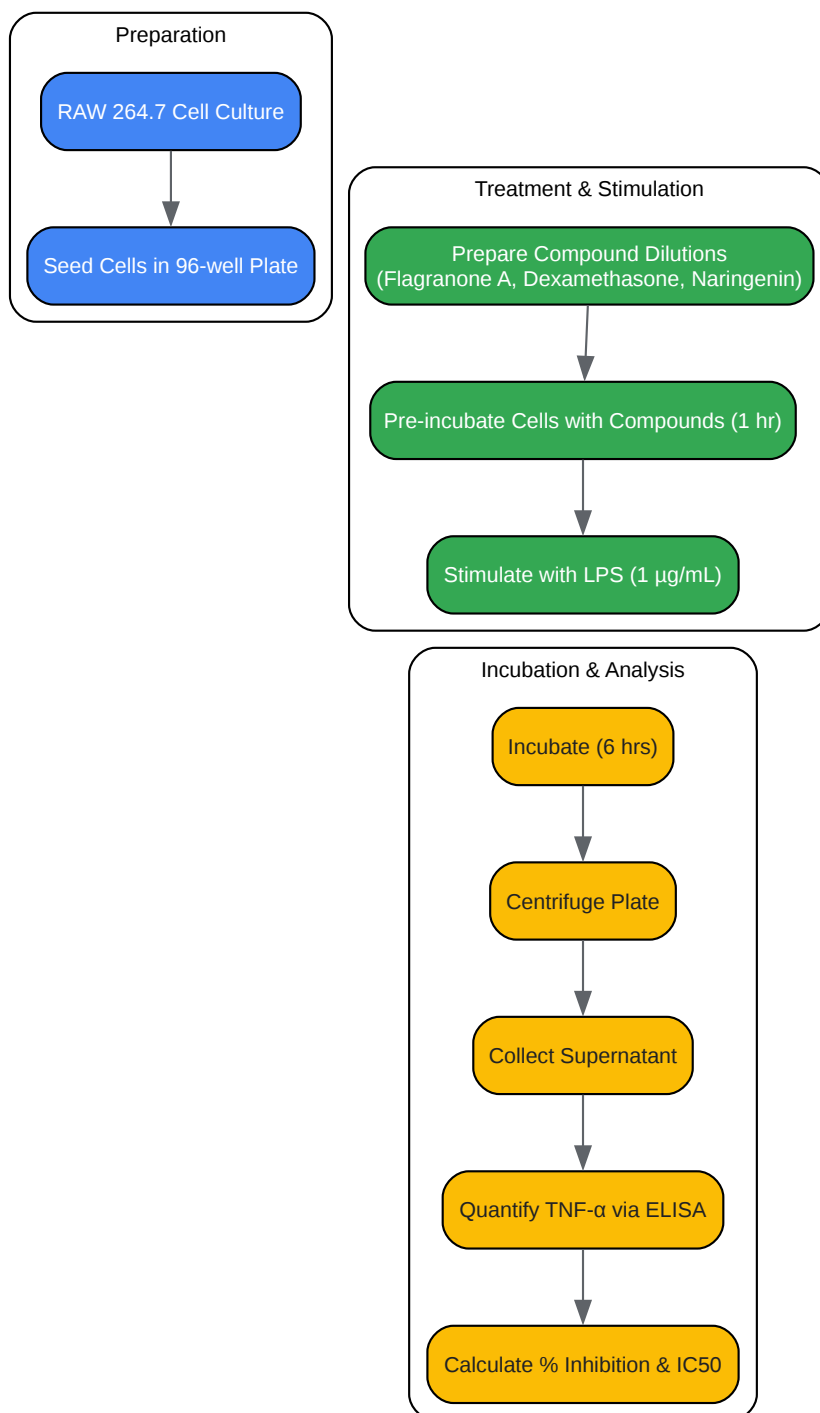 Preparation
RAW 264.7 Cell Culture
Seed Cells in 96-well Plate
Treatment & Stimulation
Prepare Compound Dilutions
(Flagranone A, Dexamethasone, Naringenin)
Pre-incubate Cells with Compounds (1 hr)
Stimulate with LPS (1 µg/mL)
Incubation & Analysis
Incubate (6 hrs)
Centrifuge Plate
Collect Supernatant
Quantify TNF-α via ELISA
Calculate % Inhibition & IC50